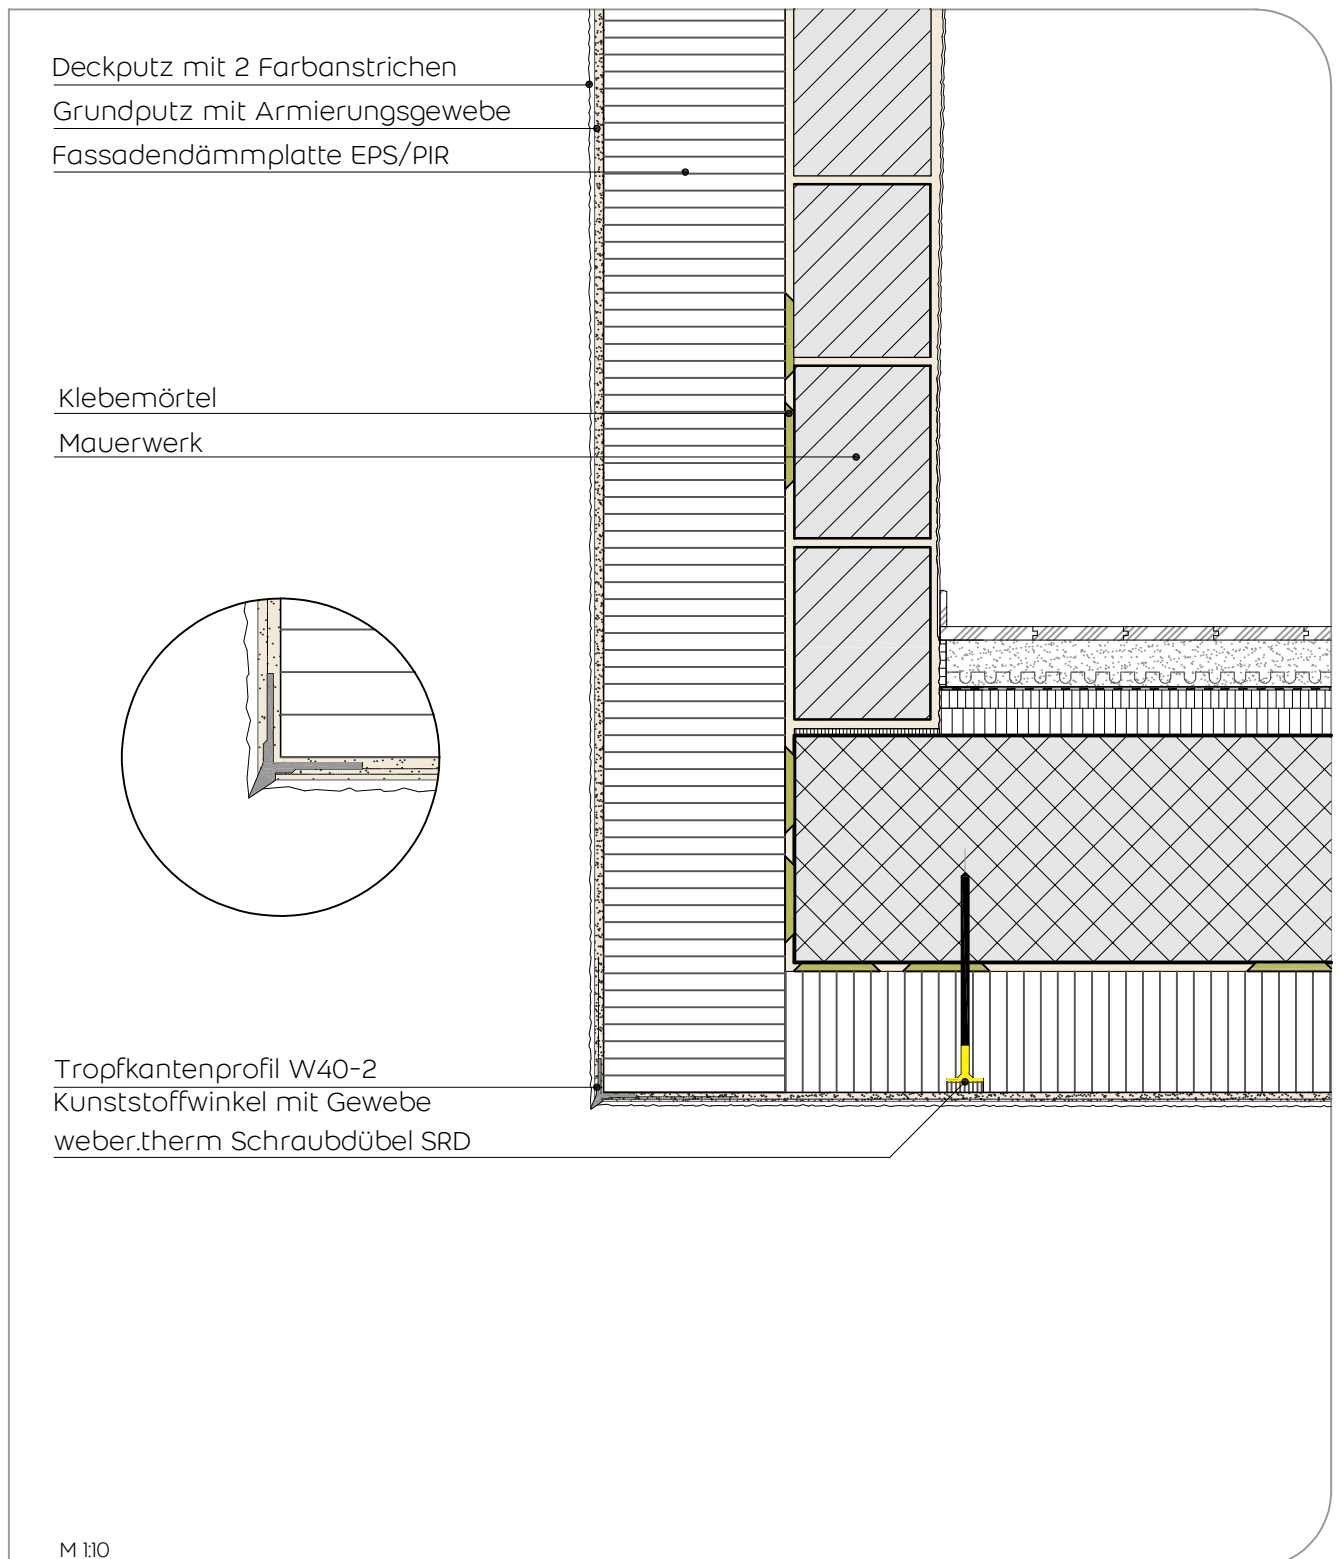 Deckputz mit 2 Farbanstrichen
Grundputz mit Armierungsgewebe
Fassadendämmplatte EPS/PIR
Klebemörtel
Mauerwerk
Tropfkantenprofil W40-2
Kunststoffwinkel mit Gewebe
weber.therm Schraubdübel SRD
M 1:10